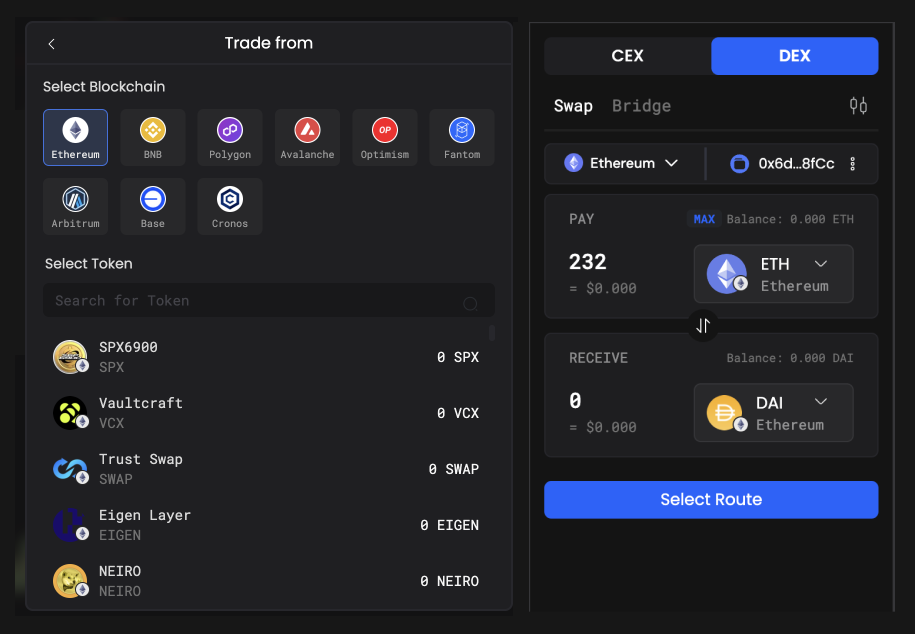 Trade from
Select Blockchain
Ethereum
BNB
Polygon
Avalanche
OP
Optimism
Fantom
Arbitrum
Base
Cronos
Select Token
Search for Token
SPX6900
SPX
0 SPX
Vaultcraft
VCX
0 VCX
Trust Swap
SWAP
0 SWAP
Eigen Layer
EIGEN
0 EIGEN
NEIRO
NEIRO
0 NEIRO
CEX
DEX
Swap
Bridge
Ethereum
0x6d...8fCc
PAY
MAX Balance: 0.000 ETH
232
= $0.000
ETH
Ethereum
RECEIVE
Balance: 0.000 DAI
0
= $0.000
DAI
Ethereum
Select Route